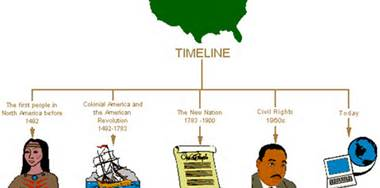 TIMELINE
The first people in
North America before
1492
Colonial America and
the American
Revolution
1492-1783
The New Nation
1783 -1900
Civil Rights
1950s
Today